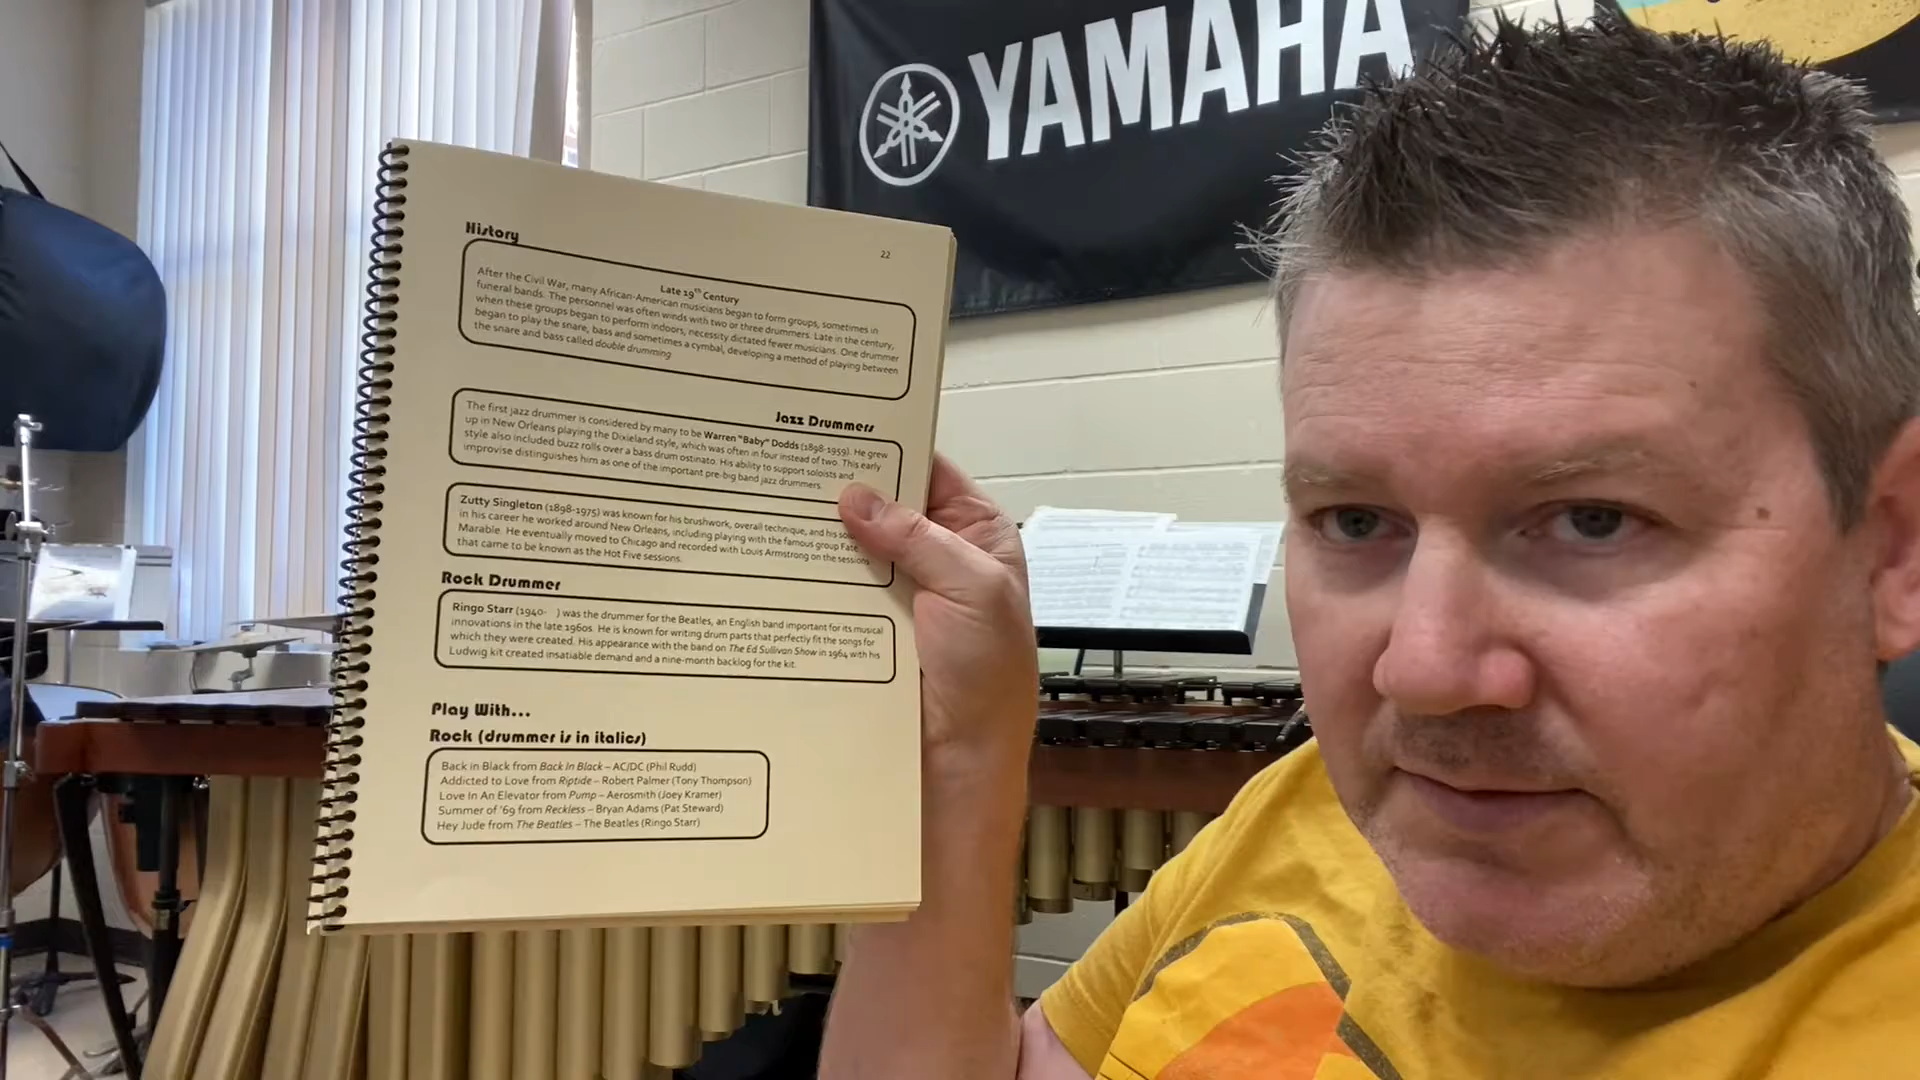 YAMAHA
22
History
Late 19th Century
After the Civil War, many African-American musicians began to form groups, sometimes in
funeral bands. The personnel was often winds with two or three drummers. Late in the century,
when these groups began to perform indoors, necessity dictated fewer musicians. One drummer
began to play the snare, bass and sometimes a cymbal, developing a method of playing between
the snare and bass called double drumming
Jazz Drummers
The first jazz drummer is considered by many to be Warren "Baby" Dodds (1898-1959). He grew
up in New Orleans playing the Dixieland style, which was often in four instead of two. This early
style also included buzz rolls over a bass drum ostinato. His ability to support soloists and
improvise distinguishes him as one of the important pre-big band jazz drummers.
Zutty Singleton (1898-1975) was known for his brushwork, overall technique, and his
in his career he worked around New Orleans, including playing with the famous group Fate
Marable. He eventually moved to Chicago and recorded with Louis Armstrong on the sessions
that came to be known as the Hot Five sessions.
Rock Drummer
Ringo Starr (1940- ) was the drummer for the Beatles, an English band important for its musical
innovations in the late 1960s. He is known for writing drum parts that perfectly fit the songs for
which they were created. His appearance with the band on The Ed Sullivan Show in 1964 with his
Ludwig kit created insatiable demand and a nine-month backlog for the kit.
Play With...
Rock (drummer is in italics)
Back in Black from Back In Black – AC/DC (Phil Rudd)
Addicted to Love from Riptide – Robert Palmer (Tony Thompson)
Love In An Elevator from Pump – Aerosmith (Joey Kramer)
Summer of '69 from Reckless – Bryan Adams (Pat Steward)
Hey Jude from The Beatles – The Beatles (Ringo Starr)